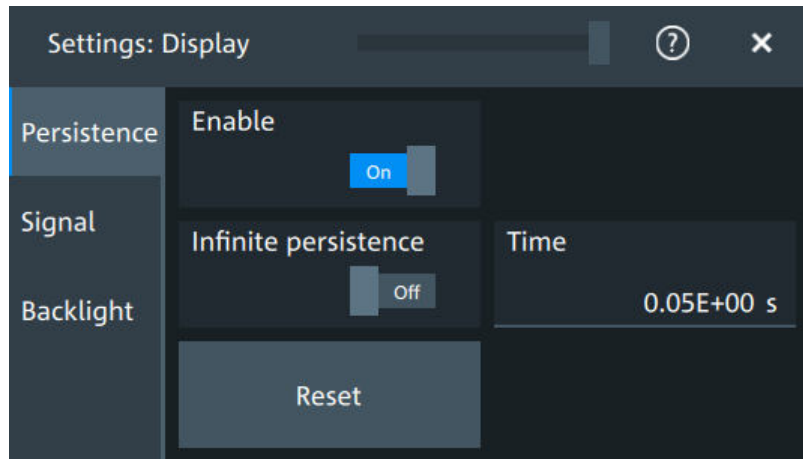 Settings: Display
?
×
Persistence
Signal
Backlight
Enable
On
Infinite persistence
Off
Time
0.05E+00 s
Reset